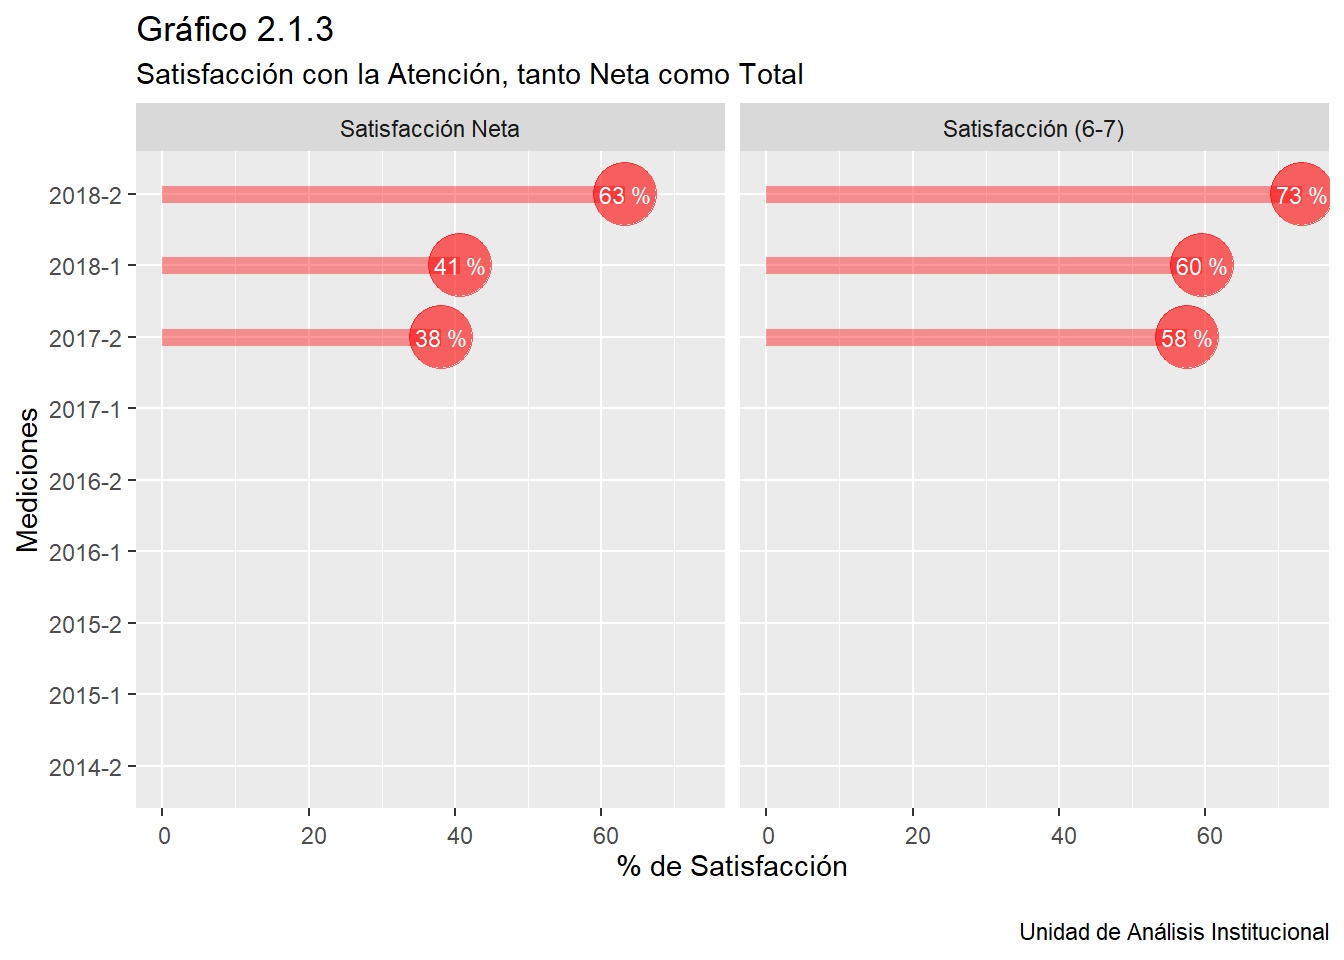 Gráfico 2.1.3
Satisfacción con la Atención, tanto Neta como Total
Satisfacción Neta
Satisfacción (6-7)
2018-2
63 %
73 %
2018-1
41 %
60 %
2017-2
38 %
58 %
2017-1
2016-2
2016-1
2015-2
2015-1
2014-2
Mediciones
0 20 40 60
0 20 40 60
% de Satisfacción
Unidad de Análisis Institucional